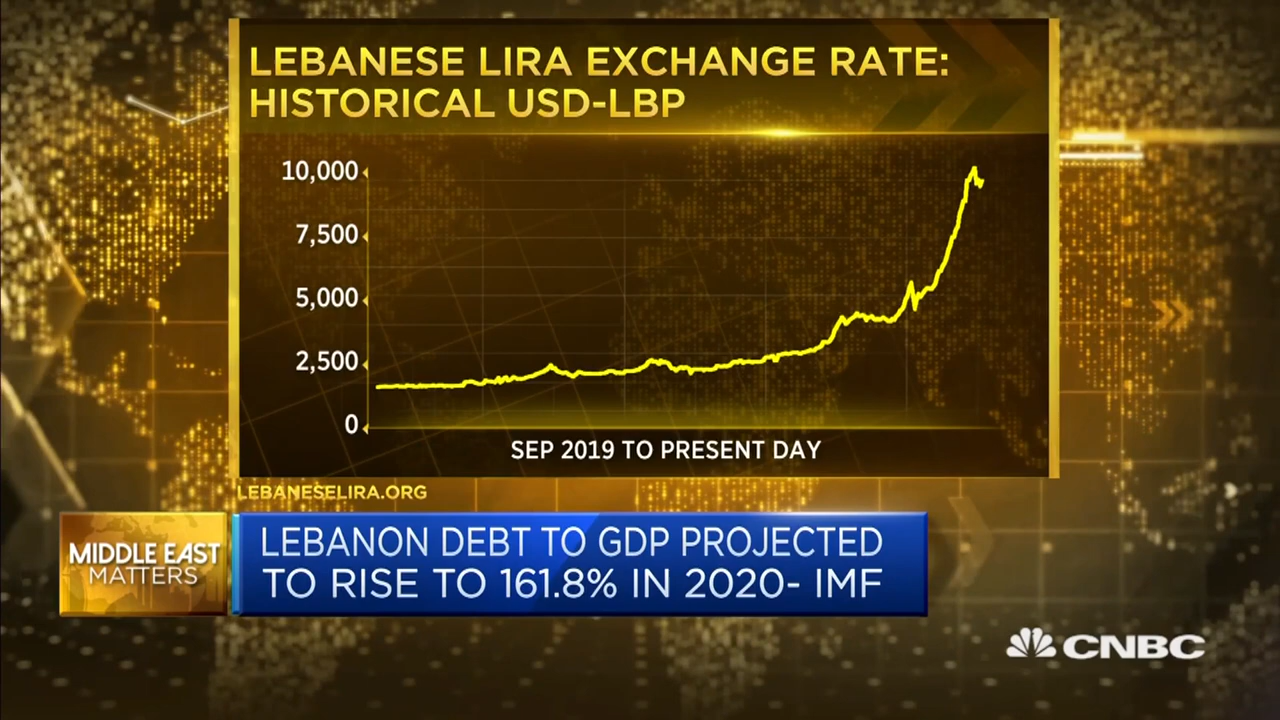 LEBANESE LIRA EXCHANGE RATE:
HISTORICAL USD-LBP
10,000
7,500
5,000
2,500
0
SEP 2019 TO PRESENT DAY
LEBANESELIRA.ORG
MIDDLE EAST
MATTERS
LEBANON DEBT TO GDP PROJECTED
TO RISE TO 161.8% IN 2020- IMF
CNBC